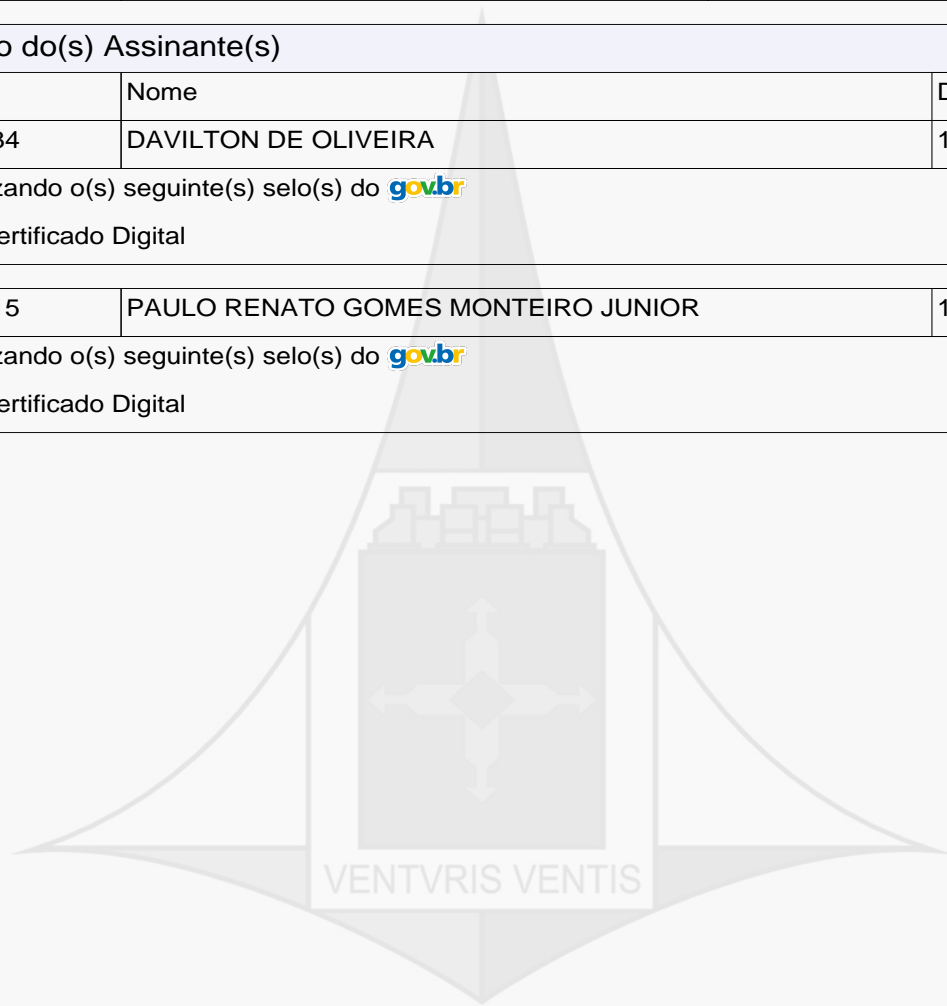 o do(s) Assinante(s)
Nome D
34 DAVILTON DE OLIVEIRA 1
zando o(s) seguinte(s) selo(s) do gov.br
ertificado Digital
5 PAULO RENATO GOMES MONTEIRO JUNIOR 1
zando o(s) seguinte(s) selo(s) do gov.br
ertificado Digital
VENTVRIS VENTIS